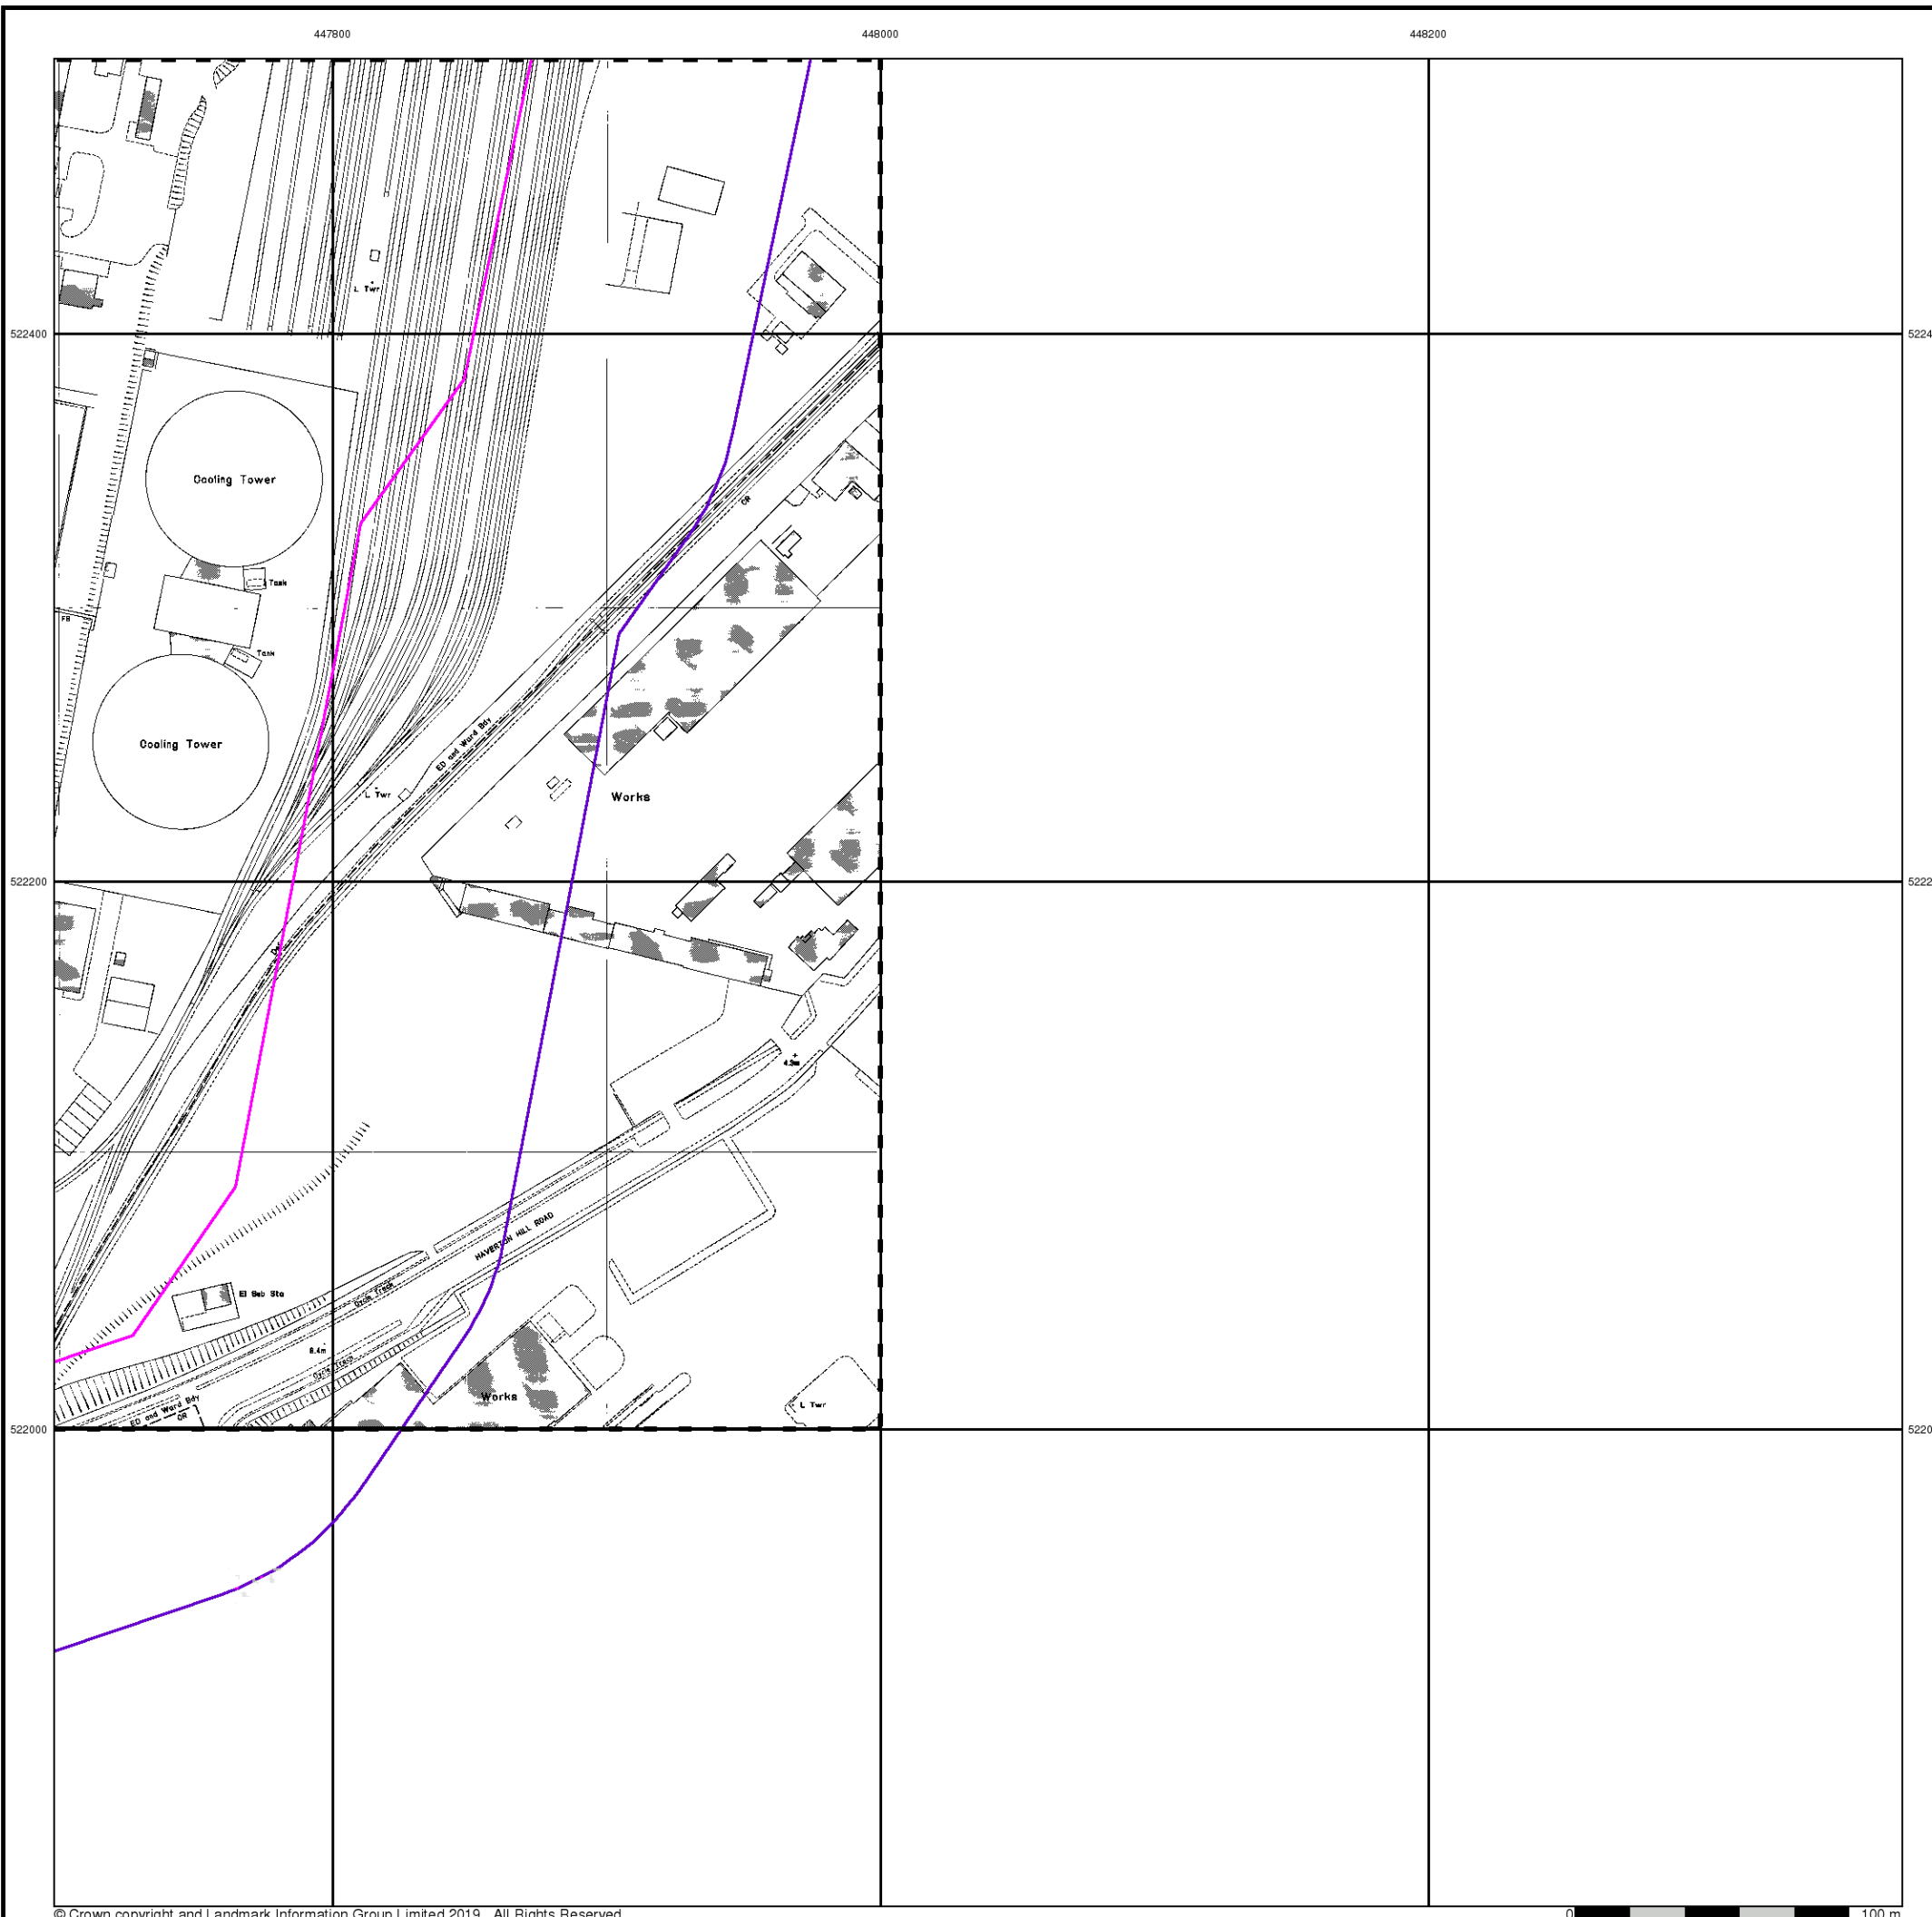 447800 448000 448200
L Twr
522400 5224
Cooling Tower
CR
Tank
FB
Tank
ED and Ward Bdy
Cooling Tower
L Twr
Works
522200 5222
4.3m
HAVERTON HILL ROAD
El Sub Sta
Cycle Track
8.4m
Cycle Track
Works
ED and Ward Bdy
CR
L Twr
522000 5220
© Crown copyright and Landmark Information Group Limited 2019. All Rights Reserved.
0 100 m